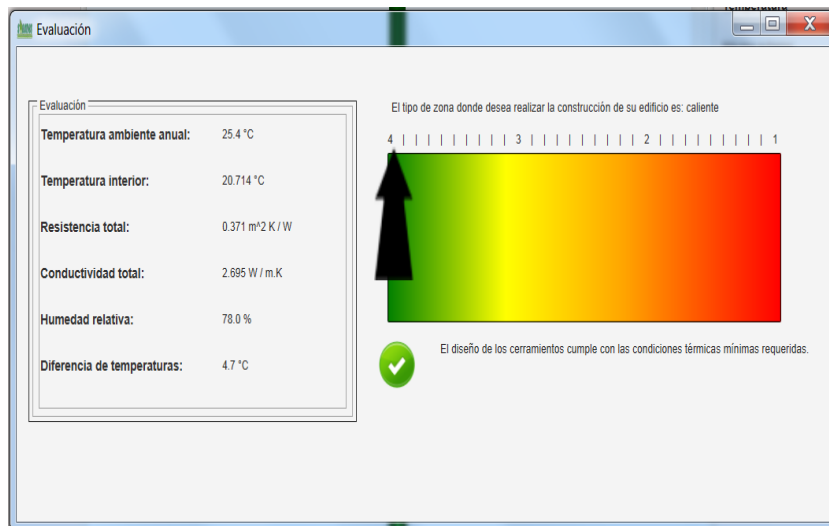 Temperatura
Evaluación
Evaluación
El tipo de zona donde desea realizar la construcción de su edificio es: caliente
Temperatura ambiente anual: 25.4 °C
4 | | | | | | | | | 3 | | | | | | | | | 2 | | | | | | | | | 1
Temperatura interior: 20.714 °C
Resistencia total: 0.371 m^2 K / W
Conductividad total: 2.695 W / m.K
Humedad relativa: 78.0 %
El diseño de los cerramientos cumple con las condiciones térmicas mínimas requeridas.
Diferencia de temperaturas: 4.7 °C